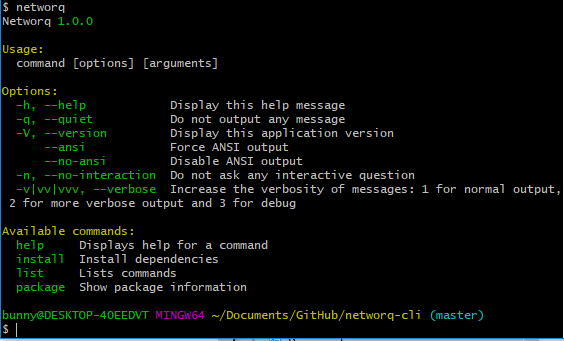 $ networq
Networq 1.0.0
Usage:
command [options] [arguments]
Options:
-h, --help Display this help message
-q, --quiet Do not output any message
-V, --version Display this application version
--ansi Force ANSI output
--no-ansi Disable ANSI output
-n, --no-interaction Do not ask any interactive question
-v|vv|vvv, --verbose Increase the verbosity of messages: 1 for normal output,
2 for more verbose output and 3 for debug
Available commands:
help Displays help for a command
install Install dependencies
list Lists commands
package Show package information
bunny@DESKTOP-40EEDVT MINGW64 ~/Documents/GitHub/networq-cli (master)
$